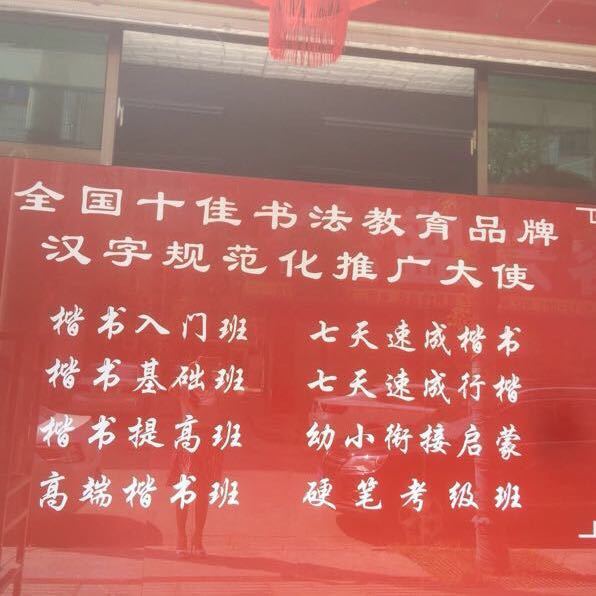 全国十佳书法教育品牌
汉字规范化推广大使
楷书入门班 七天速成楷书
楷书基础班 七天速成行楷
楷书提高班 幼小衔接启蒙
高端楷书班 硬笔考级班